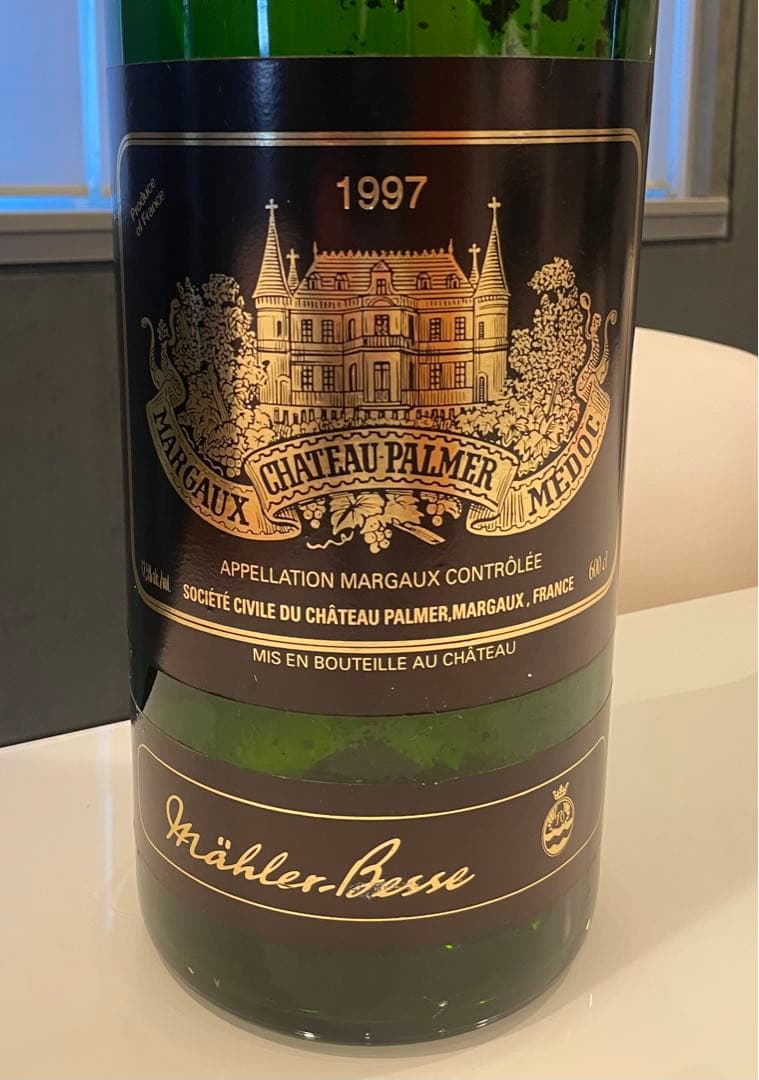 Produce
of France
1997
MARGAUX
CHATEAU·PALMER
MÉDOC
APPELLATION MARGAUX CONTRÔLÉE
600 cl
SOCIÉTÉ CIVILE DU CHÂTEAU PALMER, MARGAUX, FRANCE
MIS EN BOUTEILLE AU CHÂTEAU
Mähler-Besse